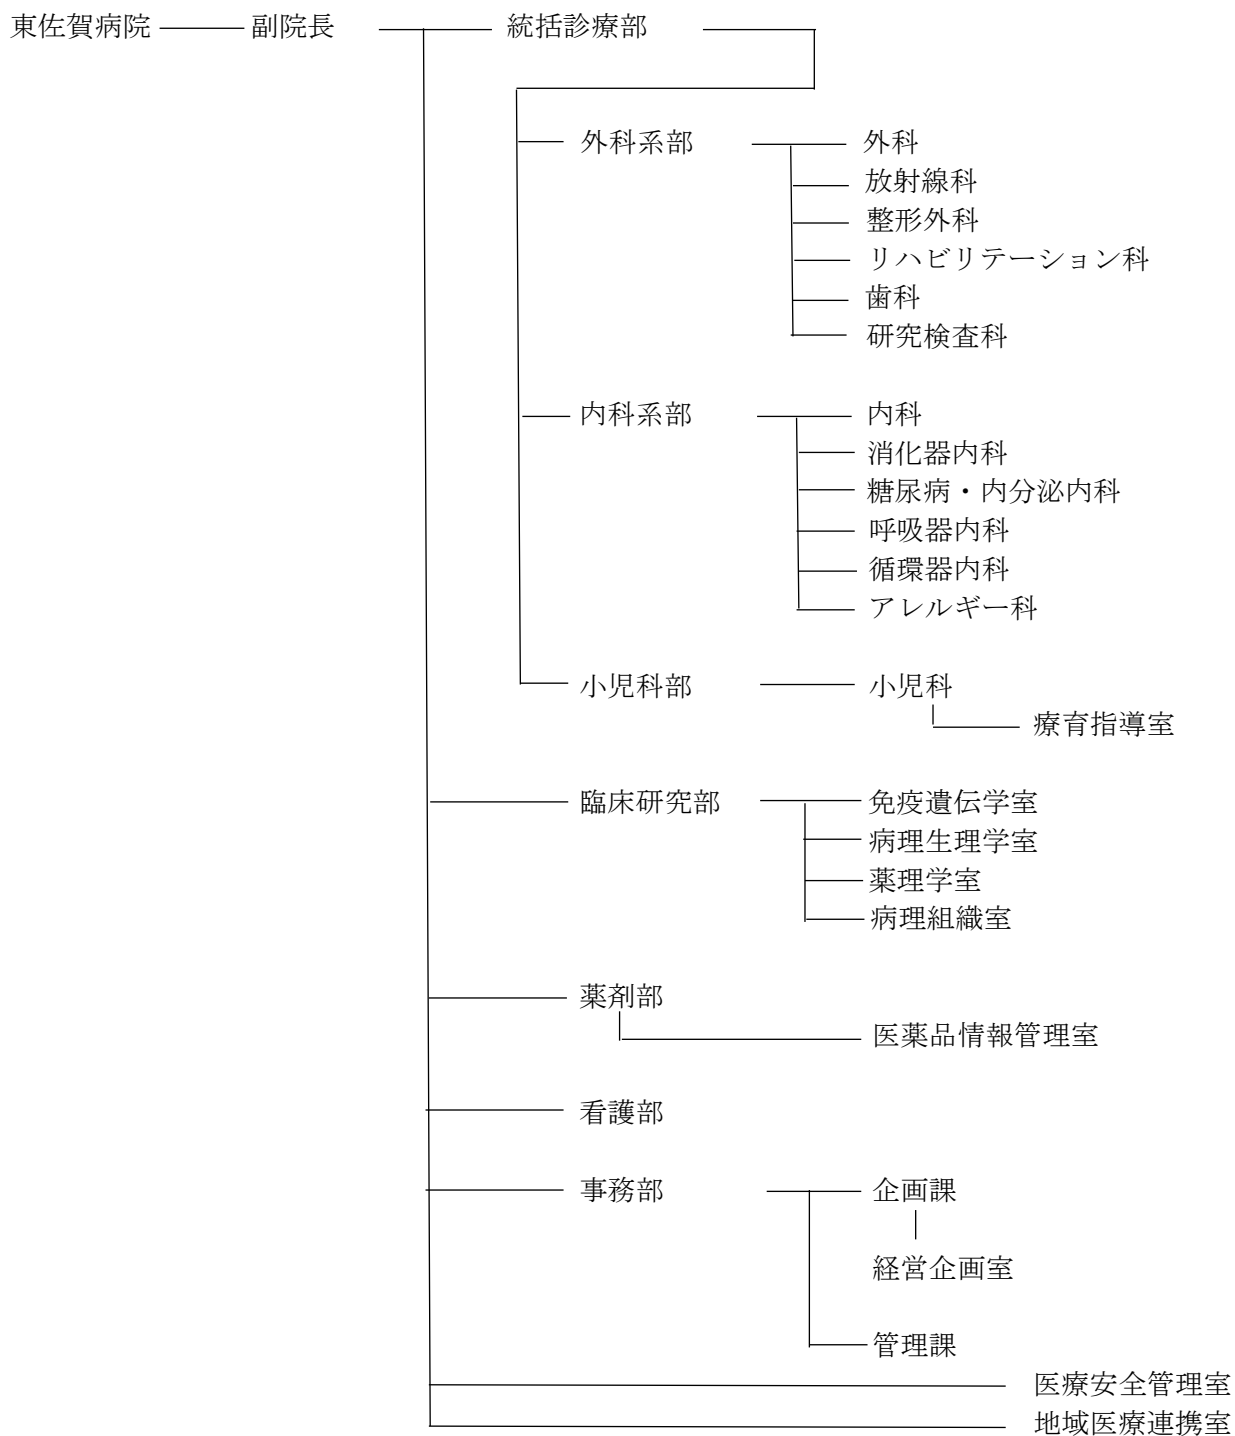 東佐賀病院 副院長 統括診療部
外科系部 外科
放射線科
整形外科
リハビリテーション科
歯科
研究検査科
内科系部 内科
消化器内科
糖尿病・内分泌内科
呼吸器内科
循環器内科
アレルギー科
小児科部 小児科
療育指導室
臨床研究部 免疫遺伝学室
病理生理学室
薬理学室
病理組織室
薬剤部
医薬品情報管理室
看護部
事務部 企画課
経営企画室
管理課
医療安全管理室
地域医療連携室